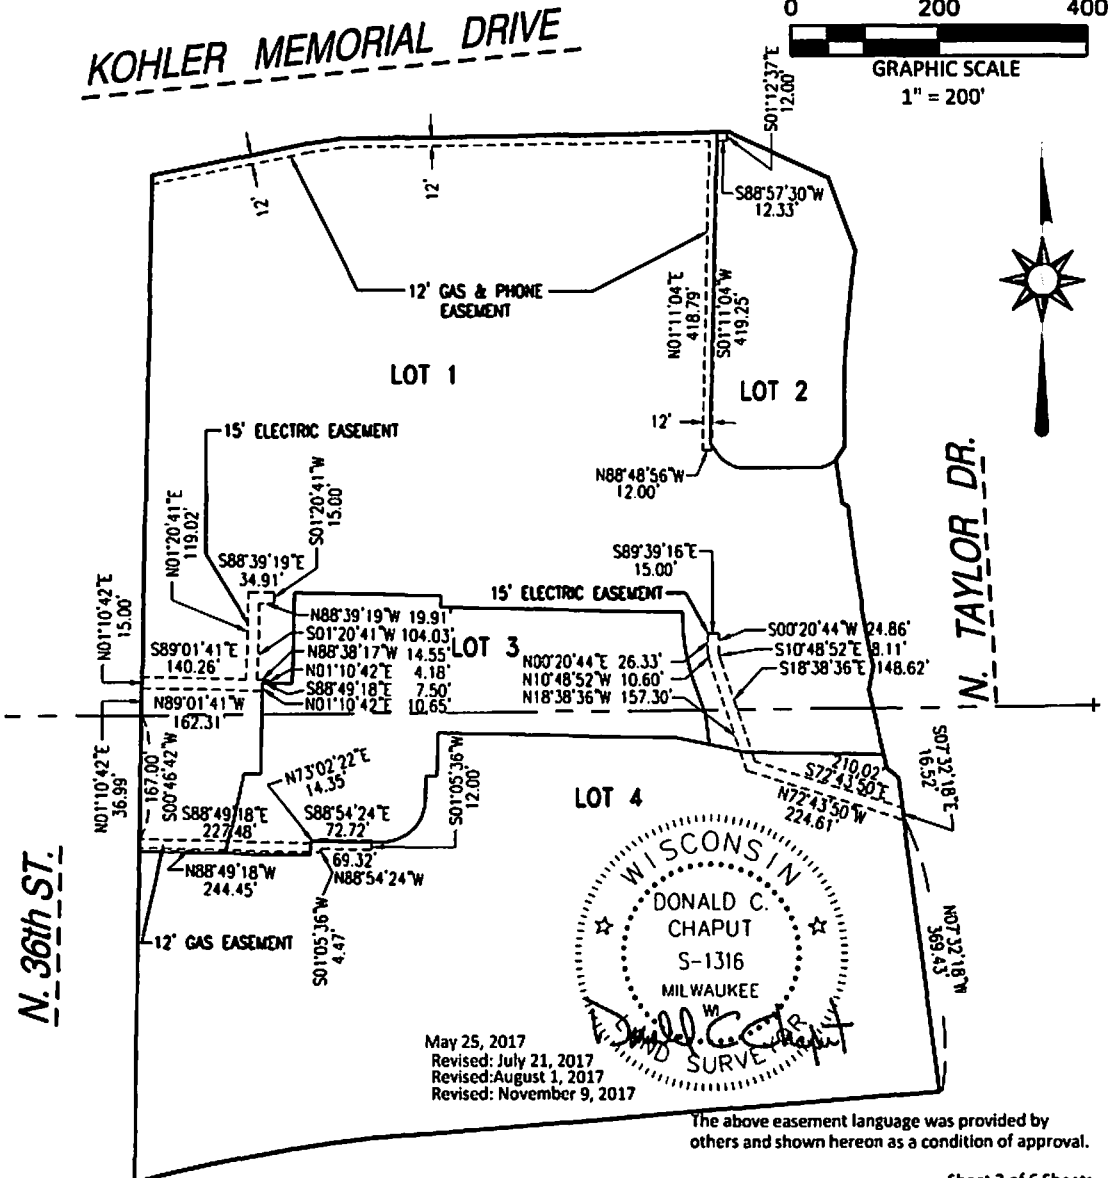 KOHLER MEMORIAL DRIVE
0 200 400
GRAPHIC SCALE
1" = 200'
S01°12'37"E
12.00'
S88°57'30"W
12.33'
12'
12'
12' GAS & PHONE
EASEMENT
N01°11'04"E
418.79'
S01°11'04"W
419.25'
LOT 1
LOT 2
12'
N88°48'56"W
12.00'
15' ELECTRIC EASEMENT
N01°20'41"E
119.02'
S01°20'41"W
15.00'
S88°39'19"E
34.91'
N01°10'42"E
15.00'
S89°01'41"E
140.26'
N88°39'19"W 19.91'
S01°20'41"W 104.03'
N88°38'17"W 14.55'
N01°10'42"E 4.18'
S88°49'18"E 7.50'
N01°10'42"E 10.65'
LOT 3
S89°39'16"E
15.00'
15' ELECTRIC EASEMENT
N00°20'44"E 26.33'
N10°48'52"W 10.60'
N18°38'36"W 157.30'
S00°20'44"W 24.86'
S10°48'52"E 8.11'
S18°38'36"E 148.62'
N. TAYLOR DR.
N89°01'41"W
162.31'
N01°10'42"E
36.99'
167.00'
S00°46'42"W
S88°49'18"E
227.48'
N73°02'22"E
14.35'
S88°54'24"E
72.72'
S01°05'36"W
12.00'
69.32'
N88°54'24"W
N88°49'18"W
244.45'
S01°05'36"W
4.47'
12' GAS EASEMENT
N. 36th ST.
LOT 4
210.02'
S72°43'50"E
N72°43'50"W
224.61'
S07°32'18"E
16.52'
N07°32'18"W
369.43'
WISCONSIN
DONALD C.
CHAPUT
S-1316
MILWAUKEE
WI
LAND SURVEYOR
Donald C. Chaput
May 25, 2017
Revised: July 21, 2017
Revised:August 1, 2017
Revised: November 9, 2017
The above easement language was provided by
others and shown hereon as a condition of approval.